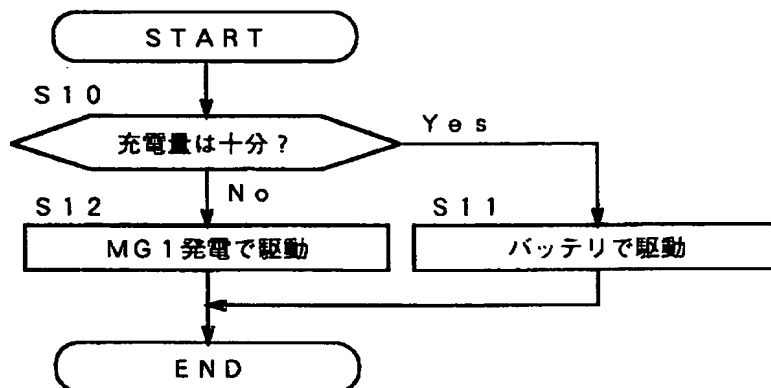 START
S10
充電量は十分?
Yes
No
S12
S11
MG1発電で駆動
バッテリで駆動
END